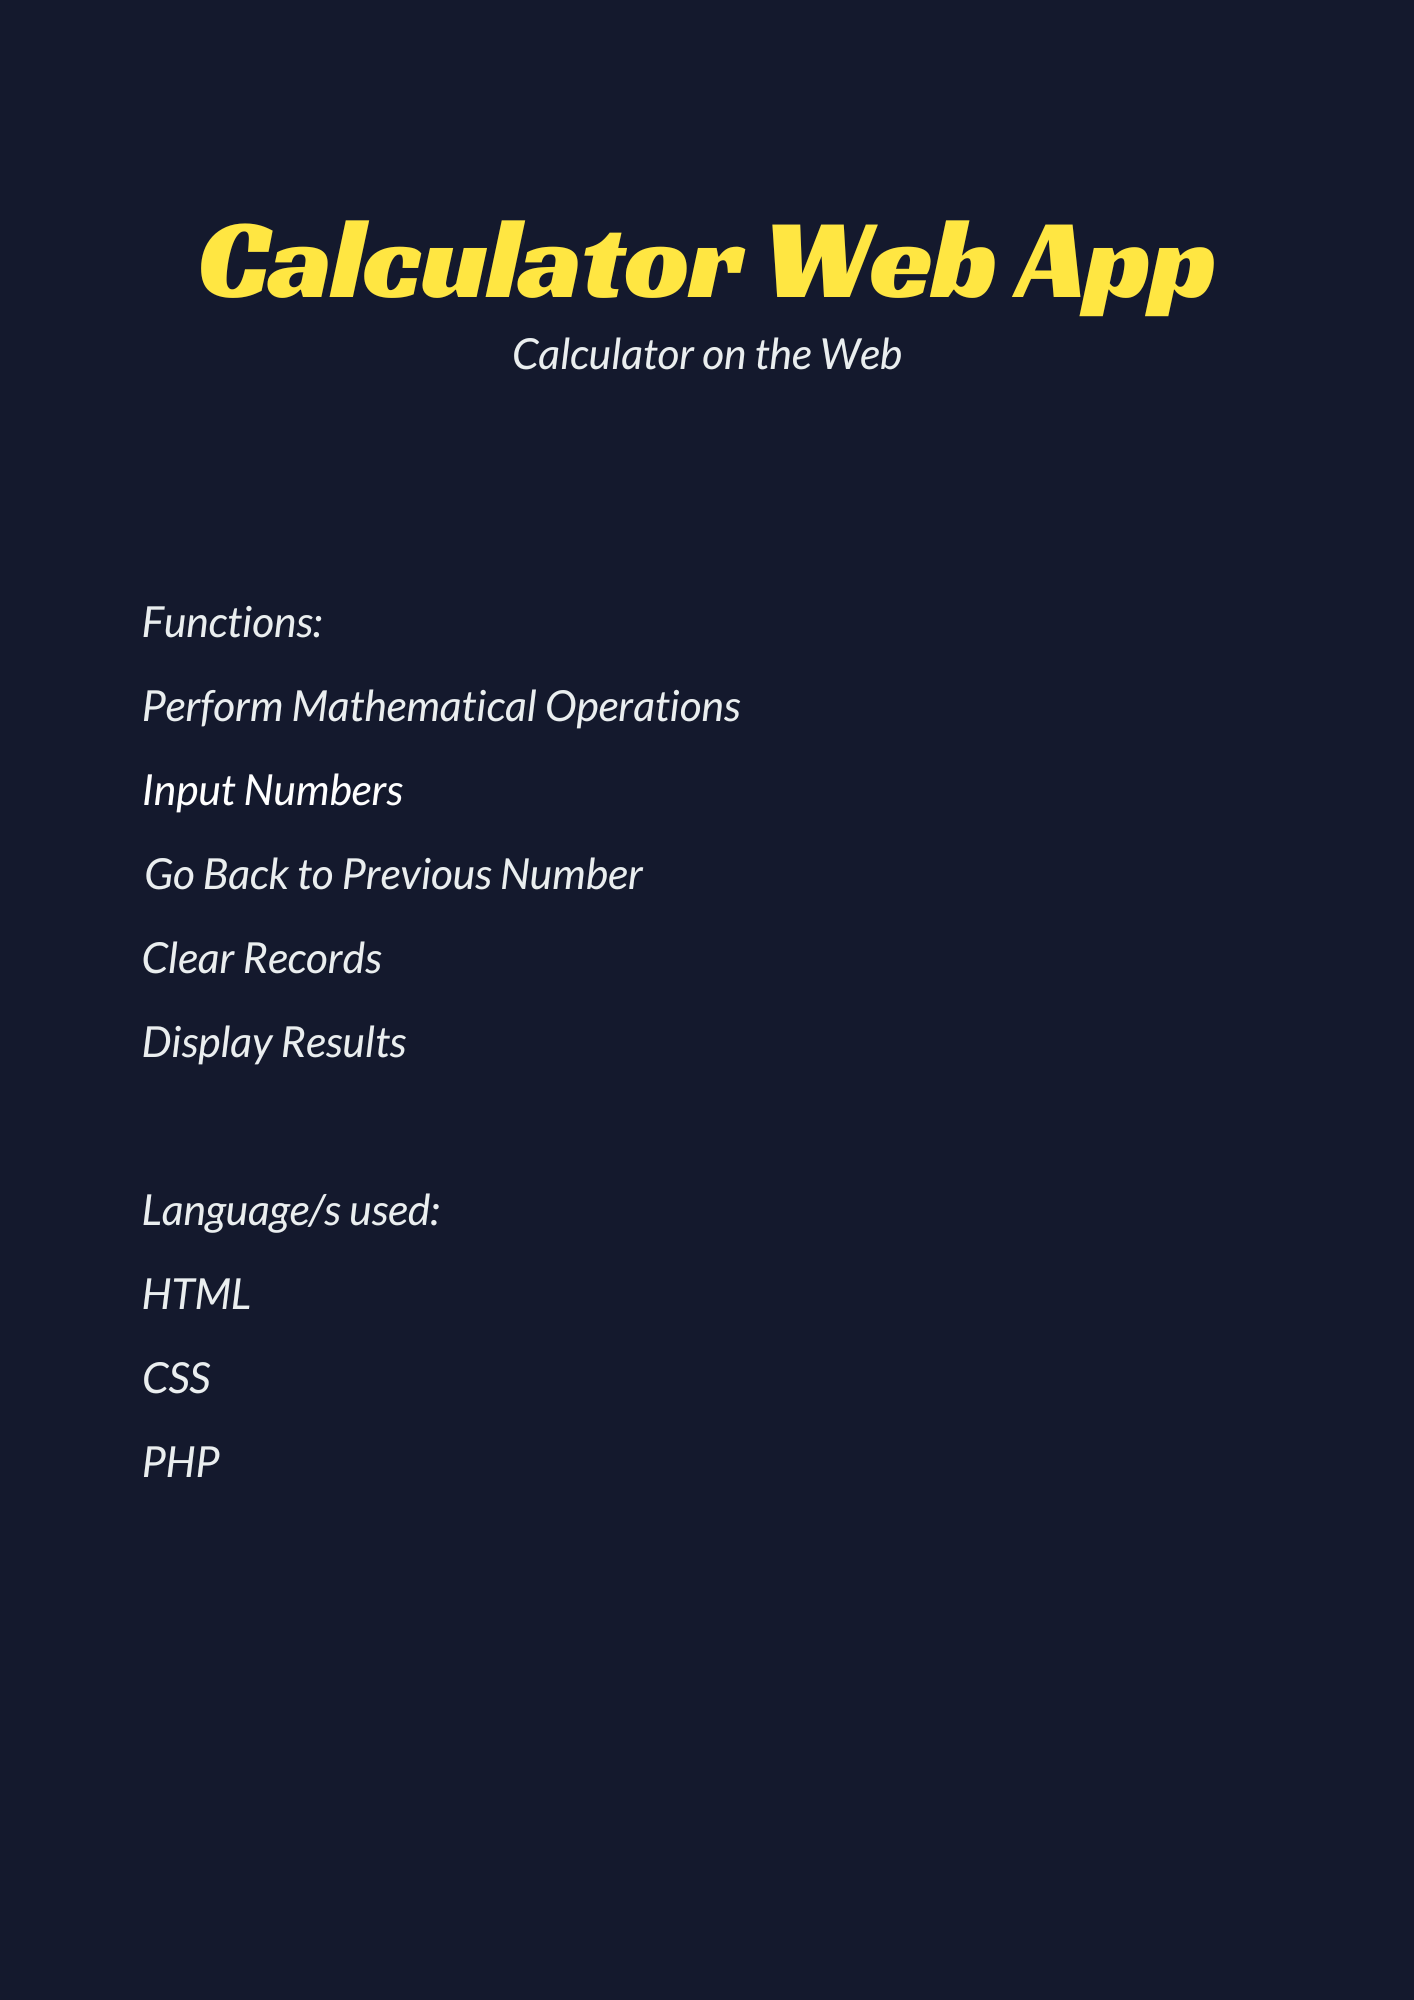 Calculator Web App
Calculator on the Web
Functions:
Perform Mathematical Operations
Input Numbers
Go Back to Previous Number
Clear Records
Display Results
Language/s used:
HTML
CSS
PHP